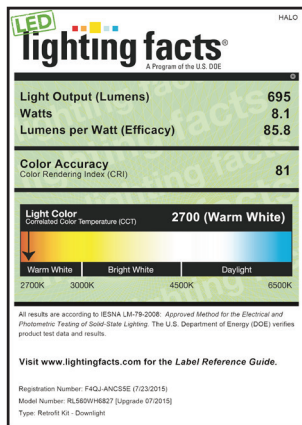 HALO
LED
lighting facts®
A Program of the U.S. DOE
Light Output (Lumens) 695
Watts 8.1
Lumens per Watt (Efficacy) 85.8
Color Accuracy
Color Rendering Index (CRI) 81
Light Color
Correlated Color Temperature (CCT) 2700 (Warm White)
Warm White Bright White Daylight
2700K 3000K 4500K 6500K
All results are according to IESNA LM-79-2008: Approved Method for the Electrical and
Photometric Testing of Solid-State Lighting. The U.S. Department of Energy (DOE) verifies
product test data and results.
Visit www.lightingfacts.com for the Label Reference Guide.
Registration Number: F4QJ-ANCS5E (7/23/2015)
Model Number: RL560WH6827 [Upgrade 07/2015]
Type: Retrofit Kit - Downlight